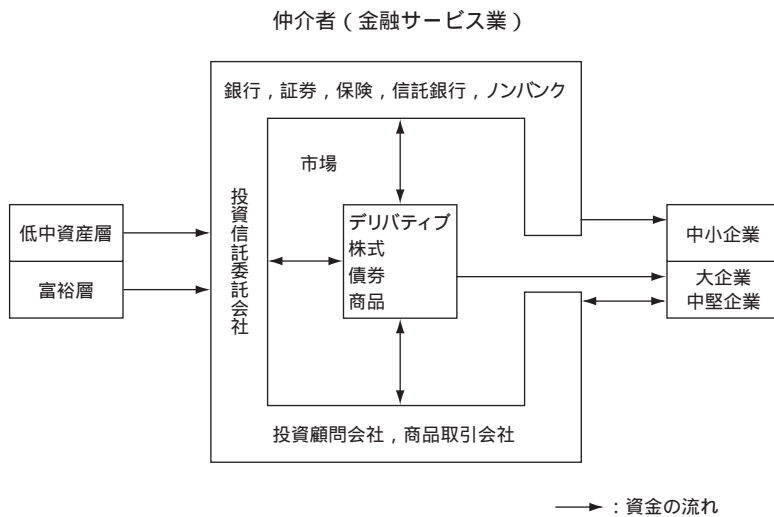 仲介者(金融サービス業)
銀行,証券,保険,信託銀行,ノンバンク
市場
投資信託委託会社
低中資産層
富裕層
デリバティブ
株式
債券
商品
中小企業
大企業
中堅企業
投資顧問会社,商品取引会社
:資金の流れ